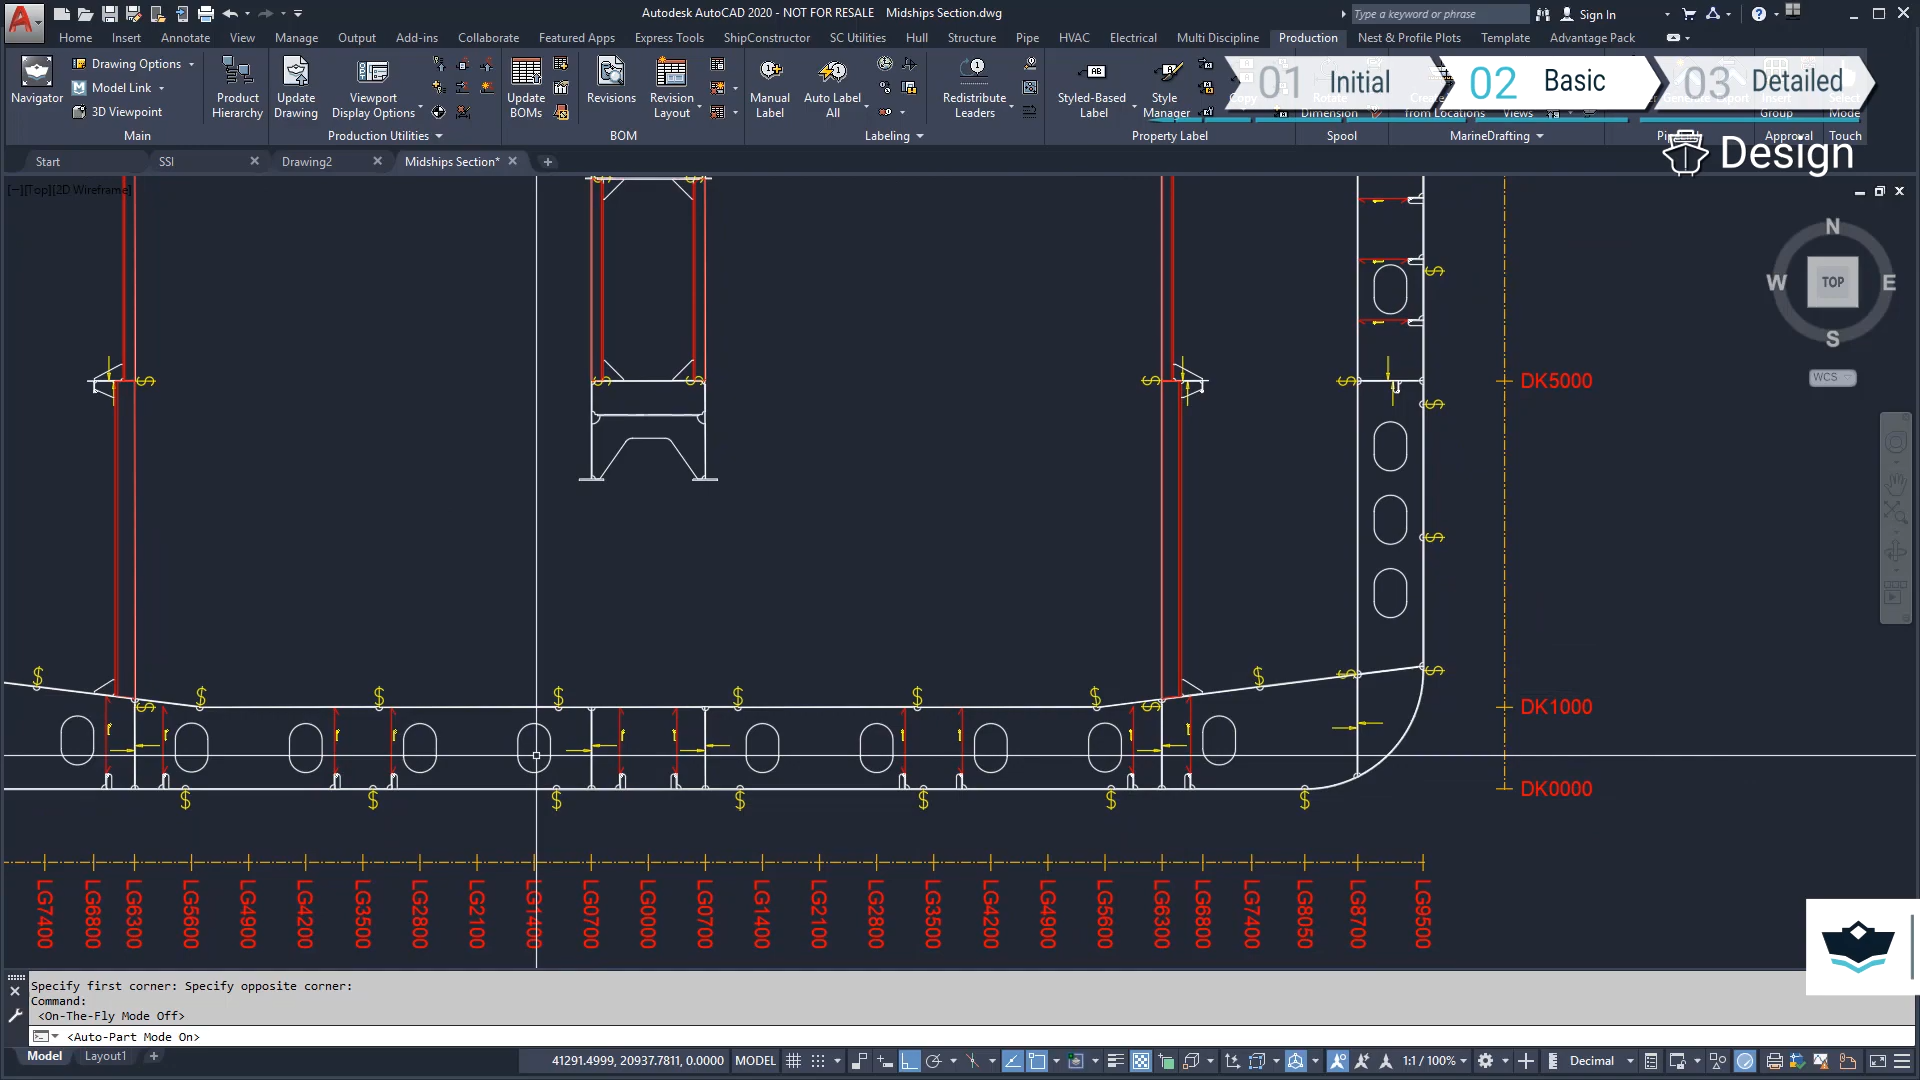 Autodesk AutoCAD 2020 - NOT FOR RESALE Midships Section.dwg
Type a keyword or phrase
Sign In
Home Insert Annotate View Manage Output Add-ins Collaborate Featured Apps Express Tools ShipConstructor SC Utilities Hull Structure Pipe HVAC Electrical Multi Discipline Production Nest & Profile Plots Template Advantage Pack
Navigator
Drawing Options
Model Link
3D Viewpoint
Product Hierarchy
Update Drawing
Viewport Display Options
Update BOMs
Revisions
Revision Layout
Manual Label
Auto Label All
Redistribute Leaders
Styled-Based Label
Style Manager
Dimension
from Locations
Views
Group
Mode
01 Initial
02 Basic
03 Detailed
Main
Production Utilities
BOM
Labeling
Property Label
Spool
MarineDrafting
Approval
Touch
Design
Start
SSI
Drawing2
Midships Section*
[−][Top][2D Wireframe]
N
W TOP E
S
WCS
DK5000
DK1000
DK0000
LG7400
LG6800
LG6300
LG5600
LG4900
LG4200
LG3500
LG2800
LG2100
LG1400
LG0700
LG0000
LG0700
LG1400
LG2100
LG2800
LG3500
LG4200
LG4900
LG5600
LG6300
LG6800
LG7400
LG8050
LG8700
LG9500
Specify first corner: Specify opposite corner:
Command:
<On-The-Fly Mode Off>
<Auto-Part Mode On>
Model Layout1
41291.4999, 20937.7811, 0.0000 MODEL
1:1 / 100%
Decimal